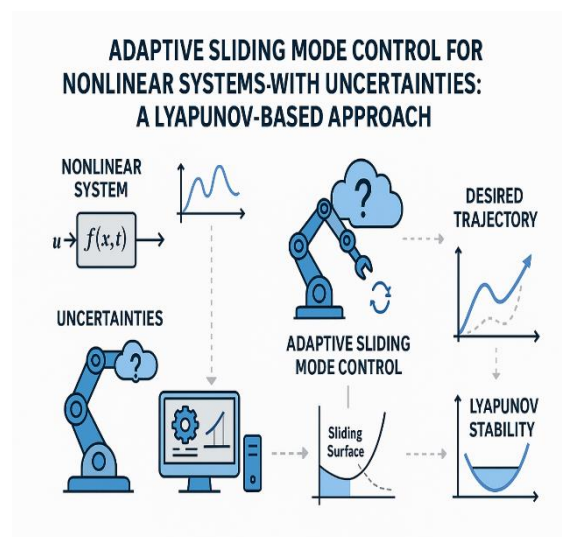 ADAPTIVE SLIDING MODE CONTROL FOR
NONLINEAR SYSTEMS-WITH UNCERTAINTIES:
A LYAPUNOV-BASED APPROACH
NONLINEAR
SYSTEM
u f(x,t)
?
DESIRED
TRAJECTORY
UNCERTAINTIES
?
ADAPTIVE SLIDING
MODE CONTROL
Sliding
Surface
LYAPUNOV
STABILITY